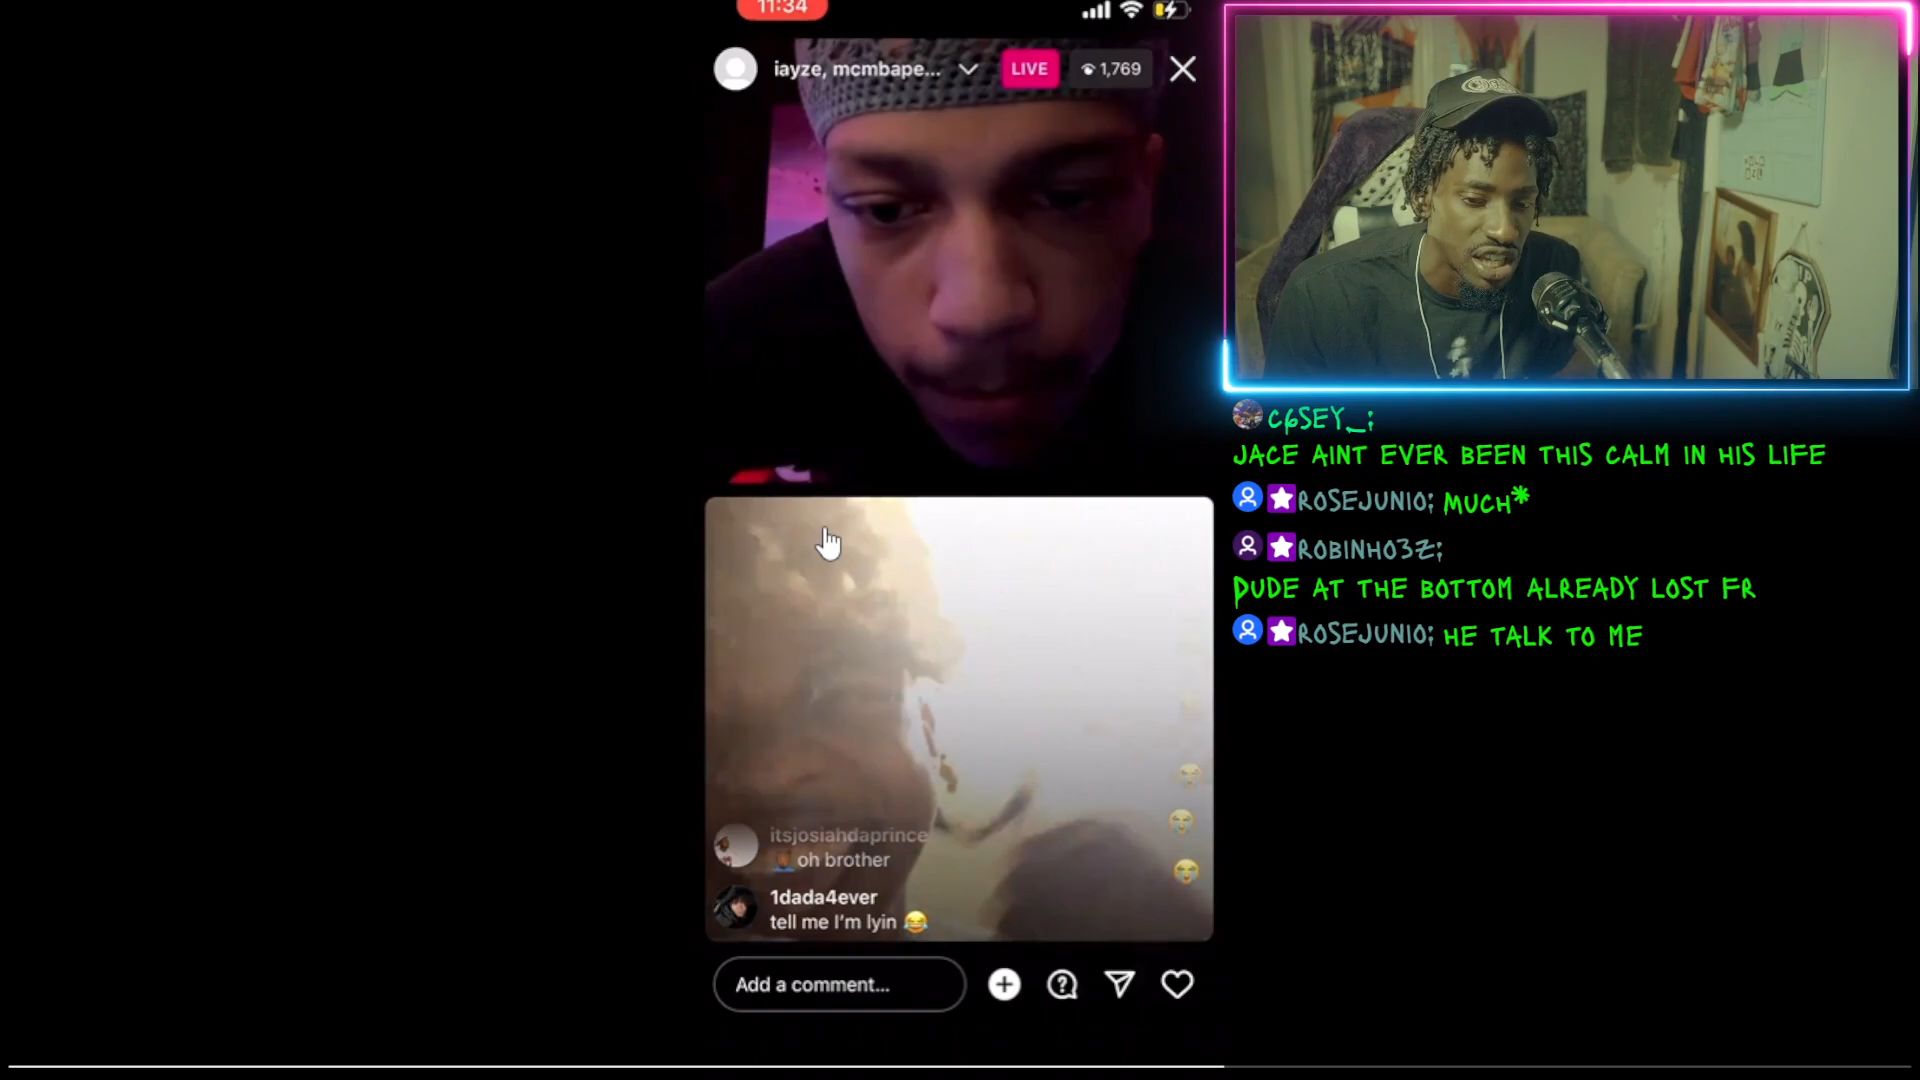 11:34
iayze, mcmbape...
LIVE
1,769
C6SEY_:
JACE AINT EVER BEEN THIS CALM IN HIS LIFE
ROSEJUNIO: MUCH*
ROBINHO3Z:
DUDE AT THE BOTTOM ALREADY LOST FR
ROSEJUNIO: HE TALK TO ME
itsjosiahdaprince
oh brother
1dada4ever
tell me I'm lyin 😂
Add a comment...